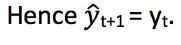 Hence ŷt+1 = yt.